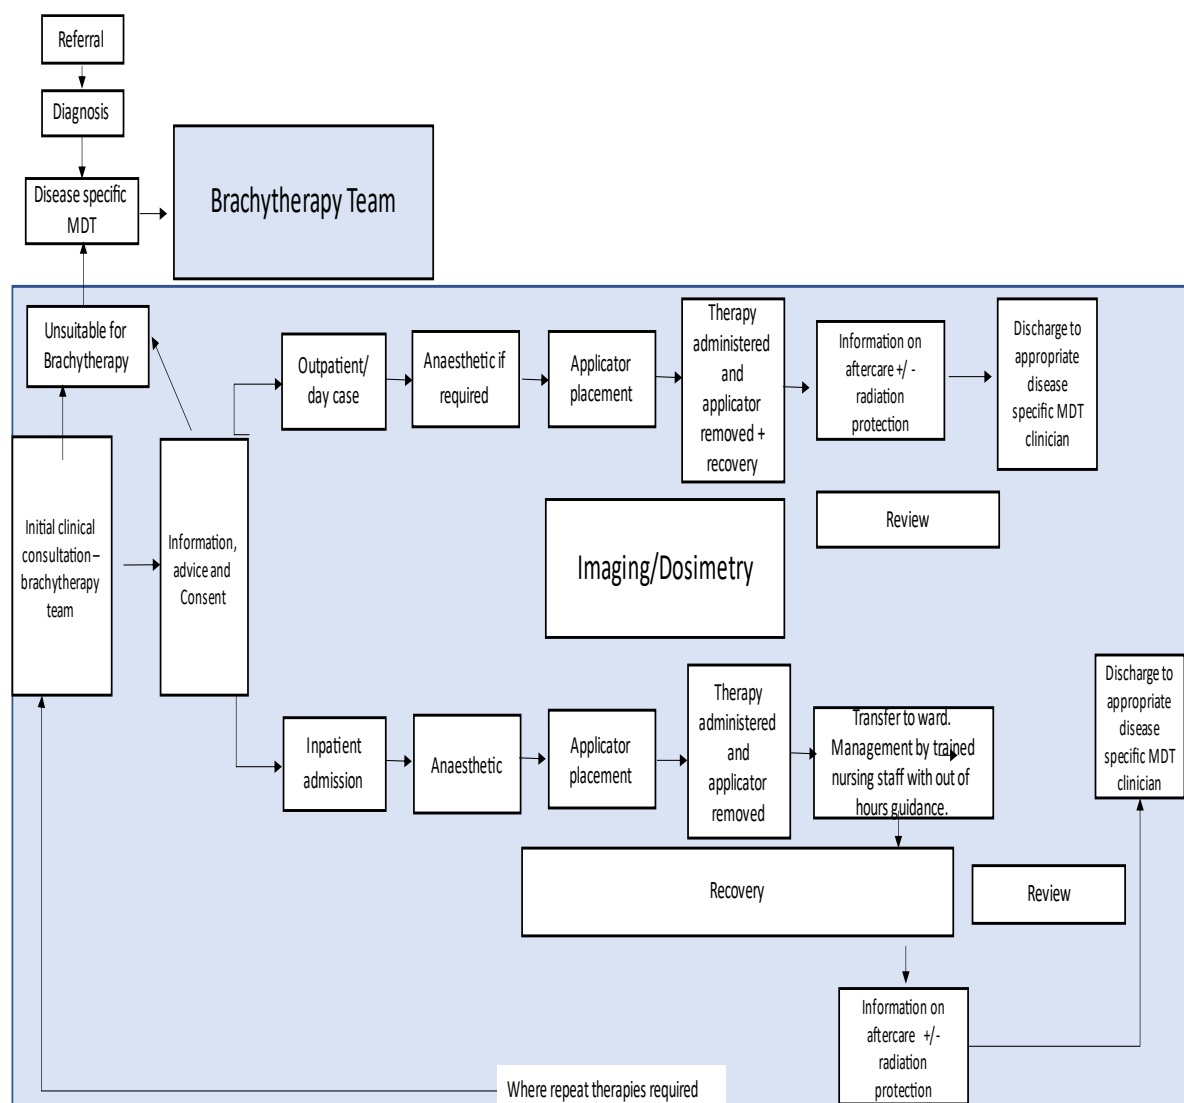 Referral
Diagnosis
Disease specific
MDT
Brachytherapy Team
Unsuitable for
Brachytherapy
Initial clinical
consultation –
brachytherapy
team
Information,
advice and
Consent
Outpatient/
day case
Anaesthetic if
required
Applicator
placement
Therapy
administered
and
applicator
removed +
recovery
Information on
aftercare +/ -
radiation
protection
Discharge to
appropriate
disease
specific MDT
clinician
Review
Imaging/Dosimetry
Inpatient
admission
Anaesthetic
Applicator
placement
Therapy
administered
and
applicator
removed
Transfer to ward.
Management by trained
nursing staff with out of
hours guidance.
Discharge to
appropriate
disease
specific MDT
clinician
Recovery
Review
Information on
aftercare +/-
radiation
protection
Where repeat therapies required